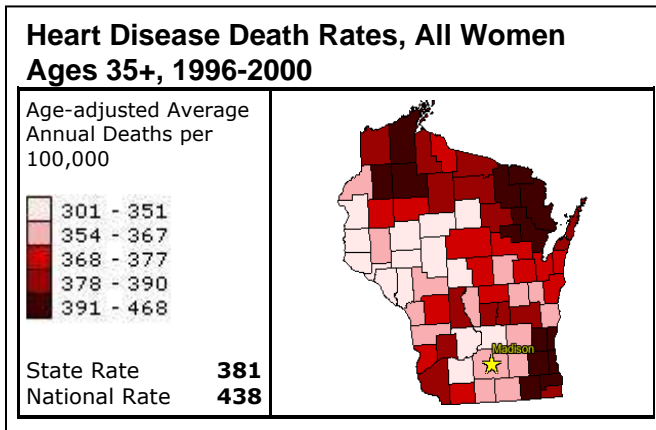 Heart Disease Death Rates, All Women
Ages 35+, 1996-2000
Age-adjusted Average
Annual Deaths per
100,000
301 - 351
354 - 367
368 - 377
378 - 390
391 - 468
State Rate 381
National Rate 438
Madison